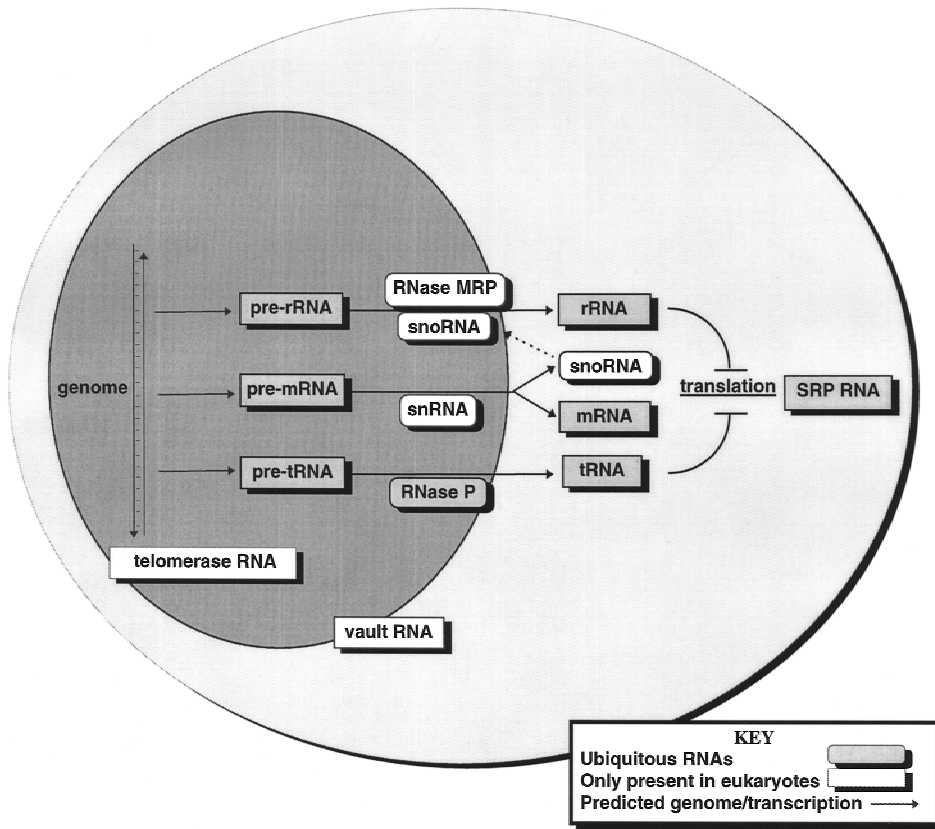 RNase MRP
pre-rRNA
rRNA
snoRNA
snoRNA
genome
pre-mRNA
translation
SRP RNA
snRNA
mRNA
pre-tRNA
tRNA
RNase P
telomerase RNA
vault RNA
KEY
Ubiquitous RNAs
Only present in eukaryotes
Predicted genome/transcription